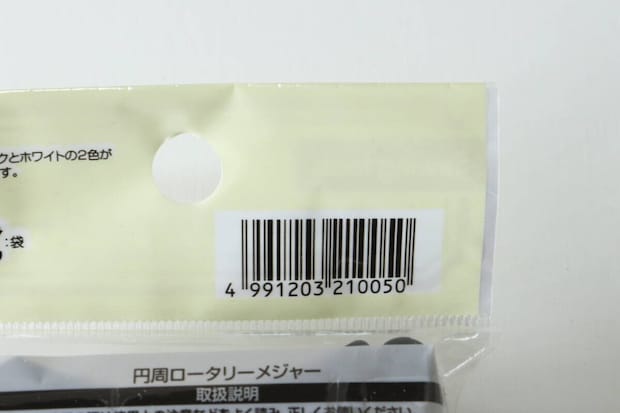 クとホワイトの2色が
す。
:袋
4 991203 210050
円周ロータリーメジャー
取扱説明